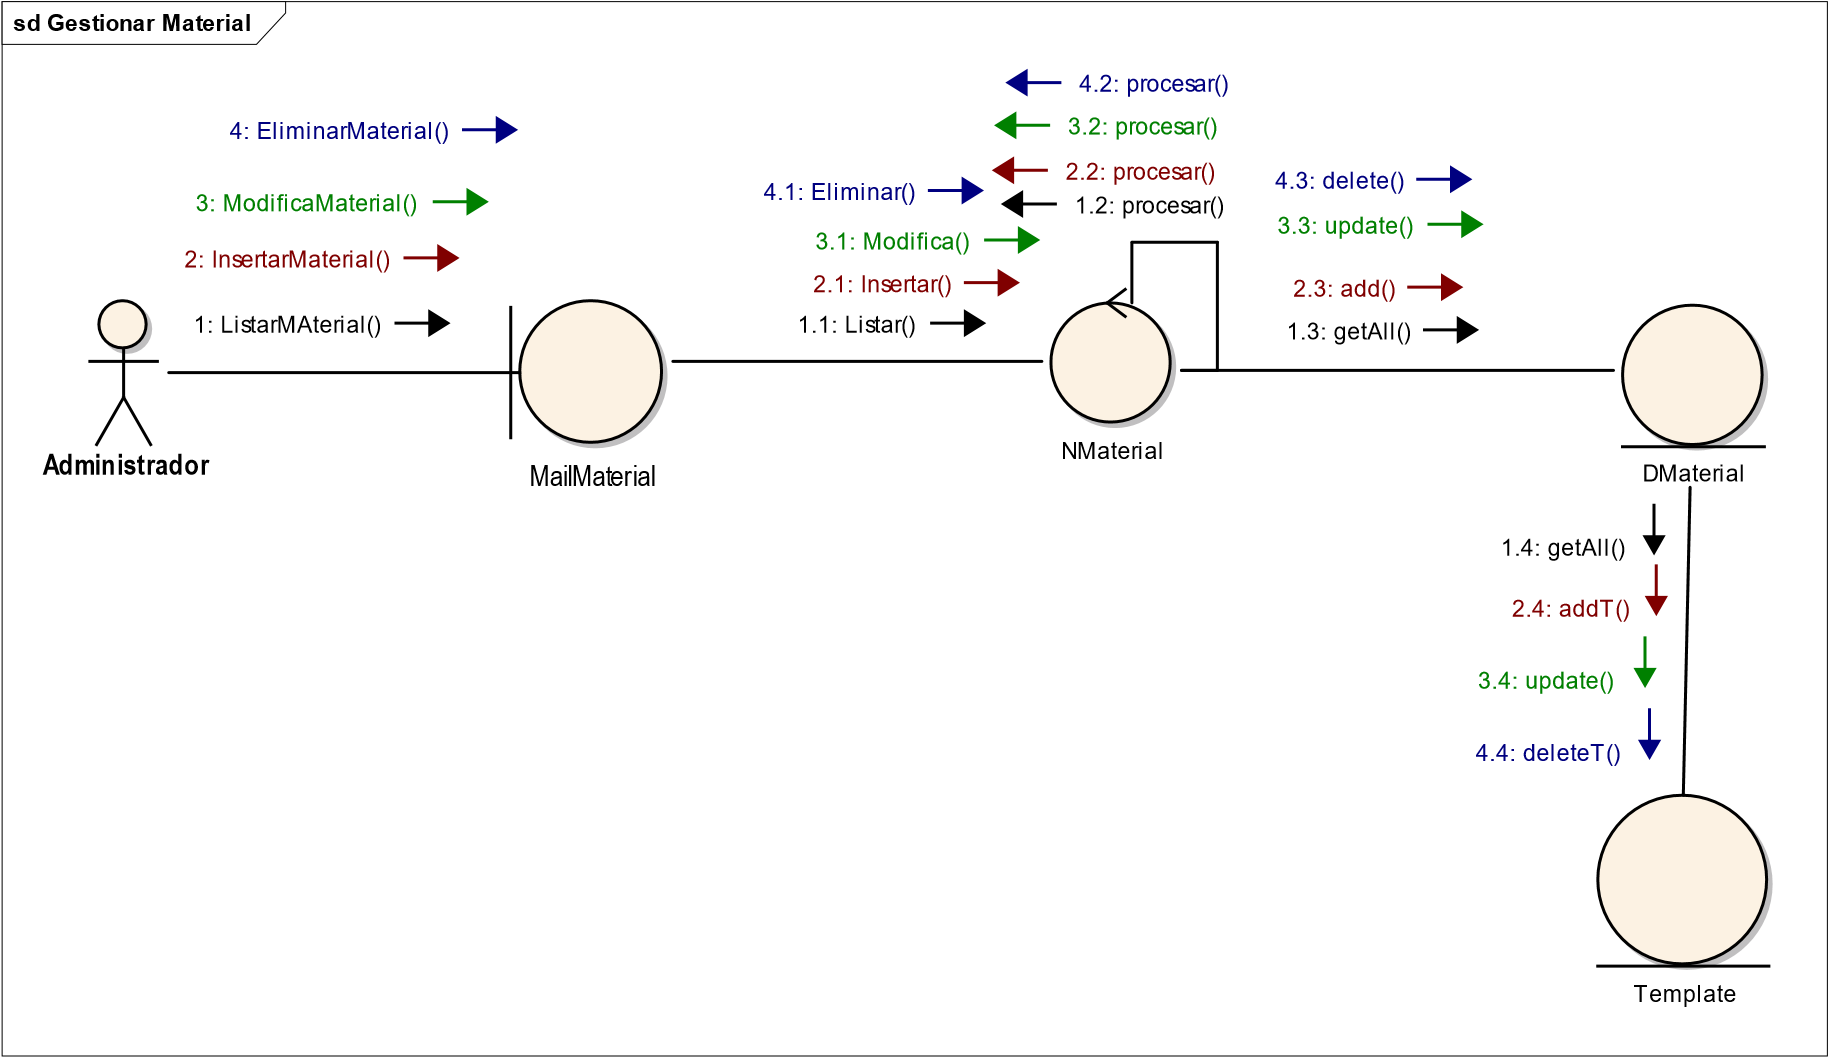 sd Gestionar Material
4: EliminarMaterial()
3: ModificaMaterial()
2: InsertarMaterial()
1: ListarMAterial()
Administrador
MailMaterial
4.1: Eliminar()
3.1: Modifica()
2.1: Insertar()
1.1: Listar()
4.2: procesar()
3.2: procesar()
2.2: procesar()
1.2: procesar()
NMaterial
4.3: delete()
3.3: update()
2.3: add()
1.3: getAll()
DMaterial
1.4: getAll()
2.4: addT()
3.4: update()
4.4: deleteT()
Template